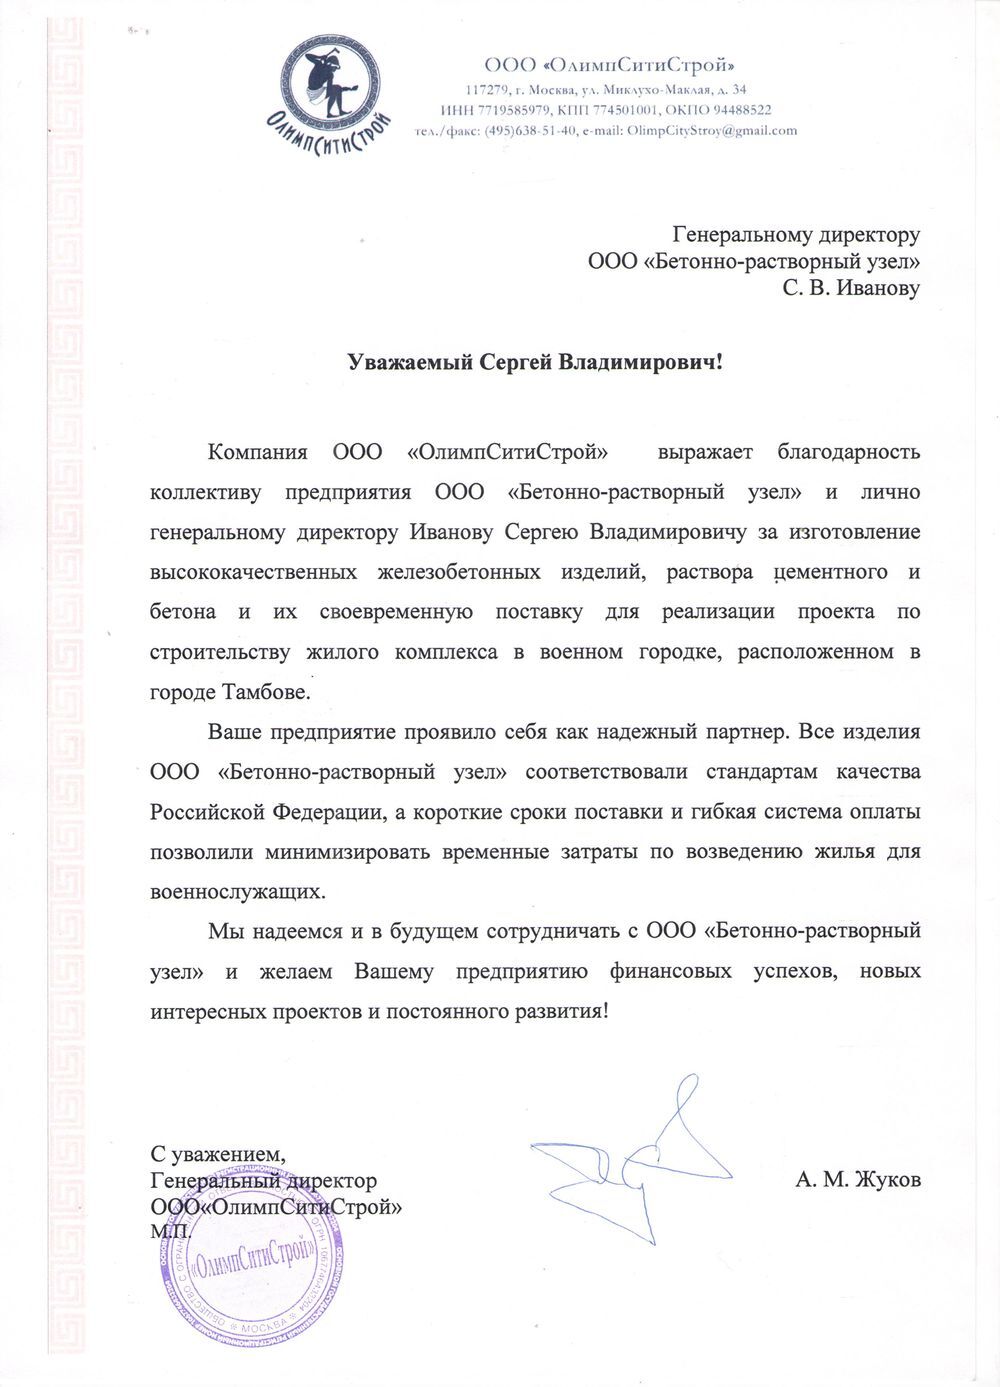 ОЛИМПСИТИСТРОЙ
ООО «ОлимпСитиСтрой»
117279, г. Москва, ул. Миклухо-Маклая, д. 34
ИНН 7719585979, КПП 774501001, ОКПО 94488522
тел./факс: (495)638-51-40, e-mail: OlimpCityStroy@gmail.com
Генеральному директору
ООО «Бетонно-растворный узел»
С. В. Иванову
Уважаемый Сергей Владимирович!
Компания ООО «ОлимпСитиСтрой» выражает благодарность
коллективу предприятия ООО «Бетонно-растворный узел» и лично
генеральному директору Иванову Сергею Владимировичу за изготовление
высококачественных железобетонных изделий, раствора цементного и
бетона и их своевременную поставку для реализации проекта по
строительству жилого комплекса в военном городке, расположенном в
городе Тамбове.
Ваше предприятие проявило себя как надежный партнер. Все изделия
ООО «Бетонно-растворный узел» соответствовали стандартам качества
Российской Федерации, а короткие сроки поставки и гибкая система оплаты
позволили минимизировать временные затраты по возведению жилья для
военнослужащих.
Мы надеемся и в будущем сотрудничать с ООО «Бетонно-растворный
узел» и желаем Вашему предприятию финансовых успехов, новых
интересных проектов и постоянного развития!
С уважением,
Генеральный директор
ООО«ОлимпСитиСтрой»
М.П.
А. М. Жуков
«ОлимпСитиСтрой»
ОБЩЕСТВО С ОГРАНИЧЕННОЙ ОТВЕТСТВЕННОСТЬЮ
МОСКВА